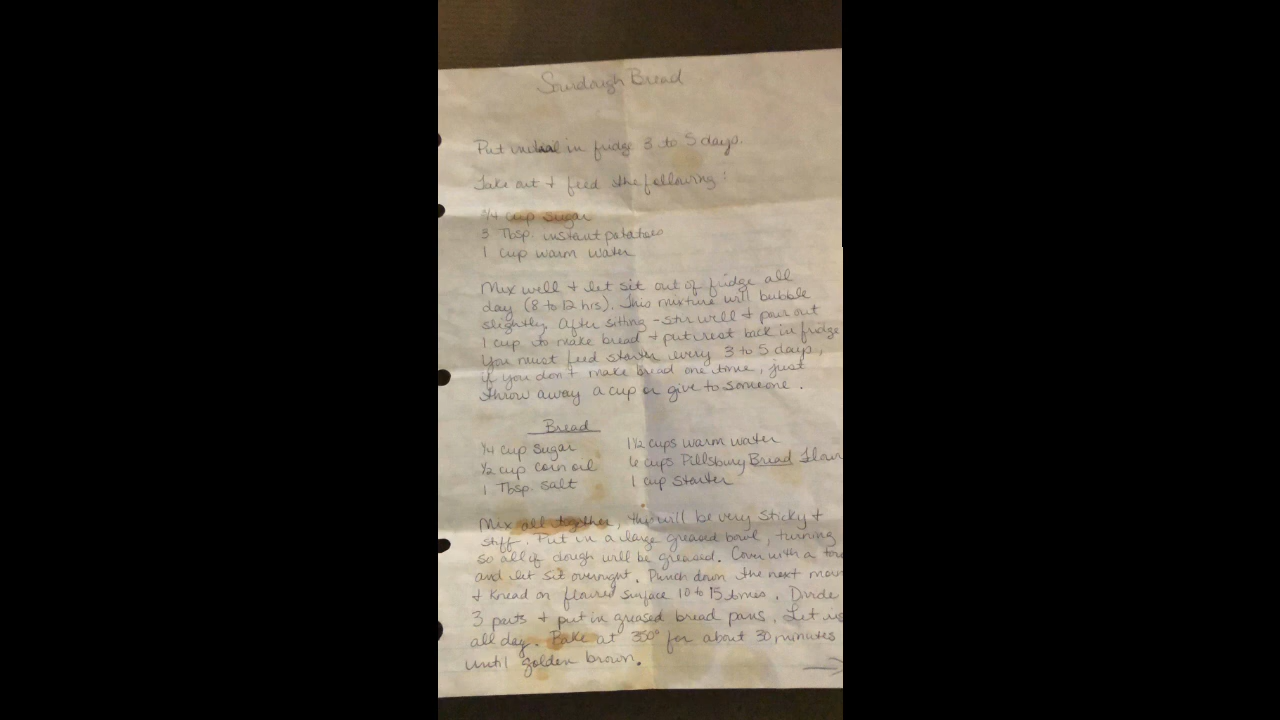 Sourdough Bread
Put in fridge 3 to 5 days.
Take out & feed the following:
3/4 cup sugar
3 Tbsp. instant potatoes
1 cup warm water
Mix well & let sit out of fridge all
day (8 to 12 hrs). This mixture will bubble
slightly. After sitting - stir well & pour out
1 cup to make bread & put rest back in fridge
You must feed starter every 3 to 5 days,
if you don't make bread one time, just
throw away a cup or give to someone.
Bread
1/4 cup sugar
1/2 cup corn oil
1 Tbsp. salt
1 1/2 cups warm water
6 cups Pillsbury Bread Flour
1 cup starter
Mix all together, this will be very sticky &
stiff. Put in a large greased bowl, turning
so all of dough will be greased. Cover with a
and let sit overnight. Punch down the next
& knead on floured surface 10 to 15 times. Divide
3 parts & put in greased bread pans. Let
all day. Bake at 350° for about 30 minutes
until golden brown.